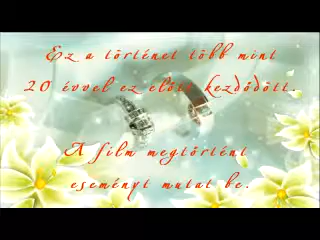 Ez a történet több mint
20 évvel ez előtt kezdődött.
A film megtörtént
eseményt mutat be.